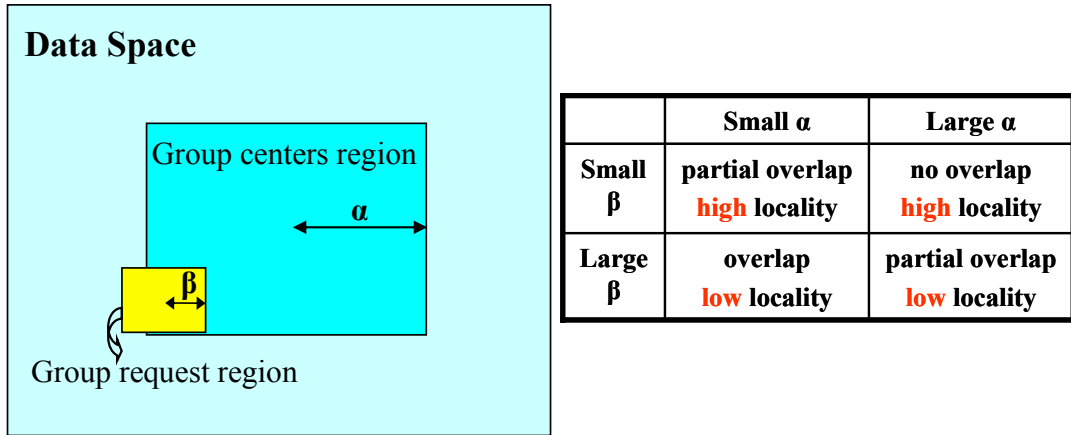 Data Space
Group centers region
α
β
Group request region
Small α Large α
Small β partial overlap high locality no overlap high locality
Large β overlap low locality partial overlap low locality